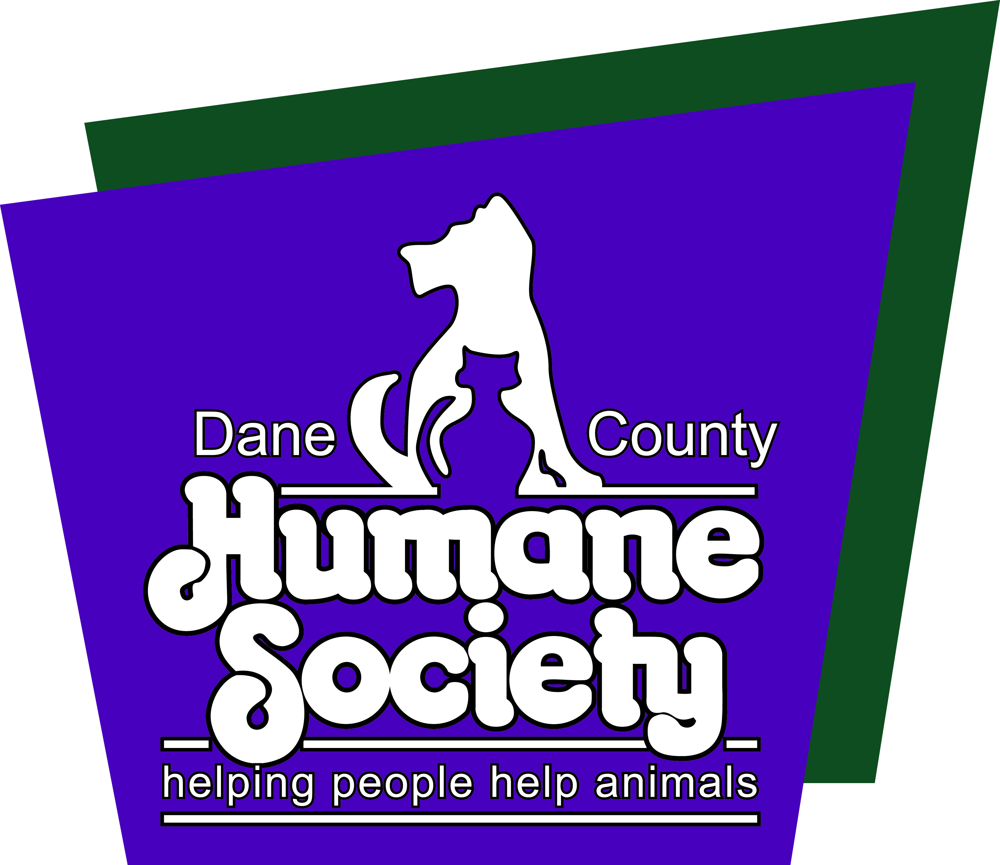 Dane County
Humane
Society
helping people help animals